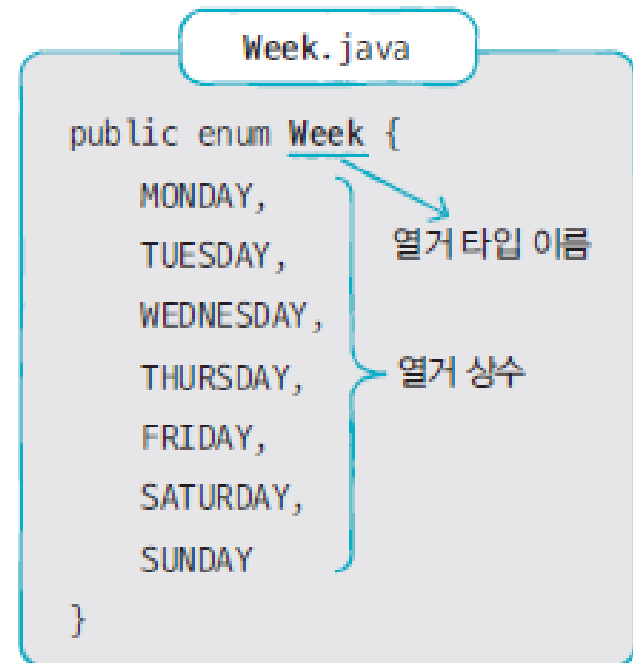 Week.java
public enum Week {
MONDAY,
열거 타입 이름
TUESDAY,
WEDNESDAY,
THURSDAY,
열거 상수
FRIDAY,
SATURDAY,
SUNDAY
}